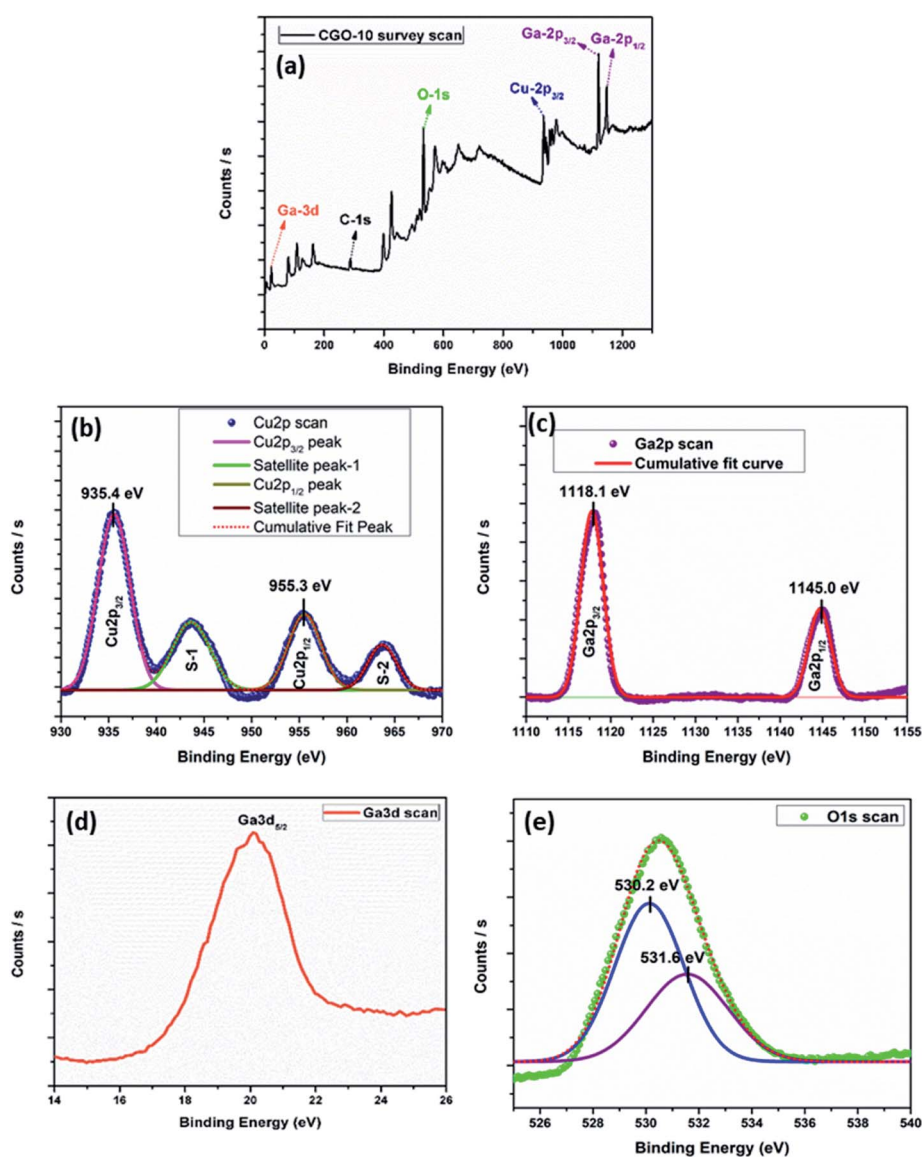 CGO-10 survey scan
(a)
Ga-2p3/2
Ga-2p1/2
O-1s
Cu-2p3/2
Ga-3d
C-1s
Counts / s
0 200 400 600 800 1000 1200
Binding Energy (eV)
(b)
Cu2p scan
Cu2p3/2 peak
Satellite peak-1
Cu2p1/2 peak
Satellite peak-2
Cumulative Fit Peak
935.4 eV
955.3 eV
Cu2p3/2
S-1
Cu2p1/2
S-2
Counts / s
930 935 940 945 950 955 960 965 970
Binding Energy (eV)
(c)
Ga2p scan
Cumulative fit curve
1118.1 eV
1145.0 eV
Ga2p3/2
Ga2p1/2
Counts / s
1110 1115 1120 1125 1130 1135 1140 1145 1150 1155
Binding Energy (eV)
(d)
Ga3d scan
Ga3d5/2
Counts / s
14 16 18 20 22 24 26
Binding Energy (eV)
(e)
O1s scan
530.2 eV
531.6 eV
Counts / s
526 528 530 532 534 536 538 540
Binding Energy (eV)